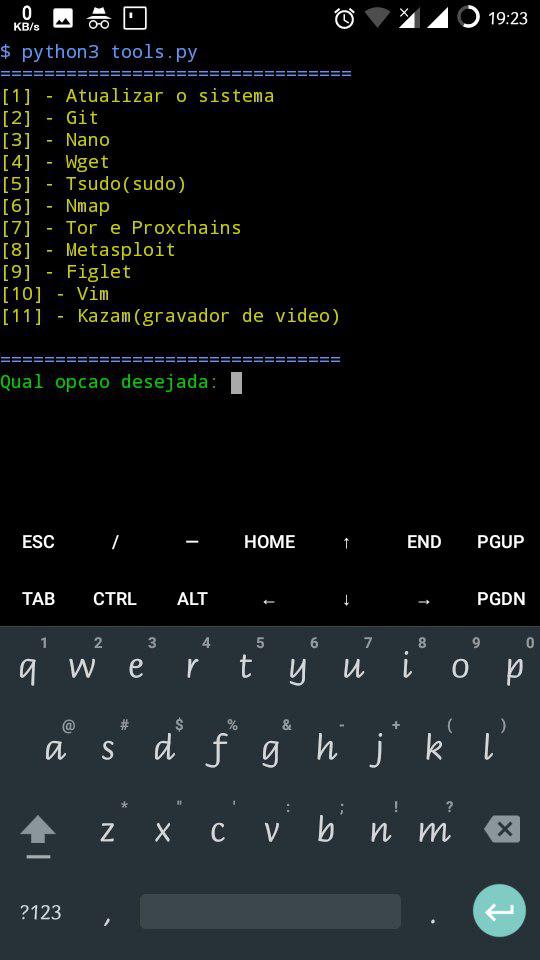 0
KB/s
19:23
$ python3 tools.py
================================
[1] - Atualizar o sistema
[2] - Git
[3] - Nano
[4] - Wget
[5] - Tsudo(sudo)
[6] - Nmap
[7] - Tor e Proxchains
[8] - Metasploit
[9] - Figlet
[10] - Vim
[11] - Kazam(gravador de video)
===============================
Qual opcao desejada:
ESC / — HOME ↑ END PGUP
TAB CTRL ALT ← ↓ → PGDN
1 2 3 4 5 6 7 8 9 0
q w e r t y u i o p
@ # $ % & - + ( )
a s d f g h j k l
* " ' : ; ! ?
z x c v b n m
?123 , .